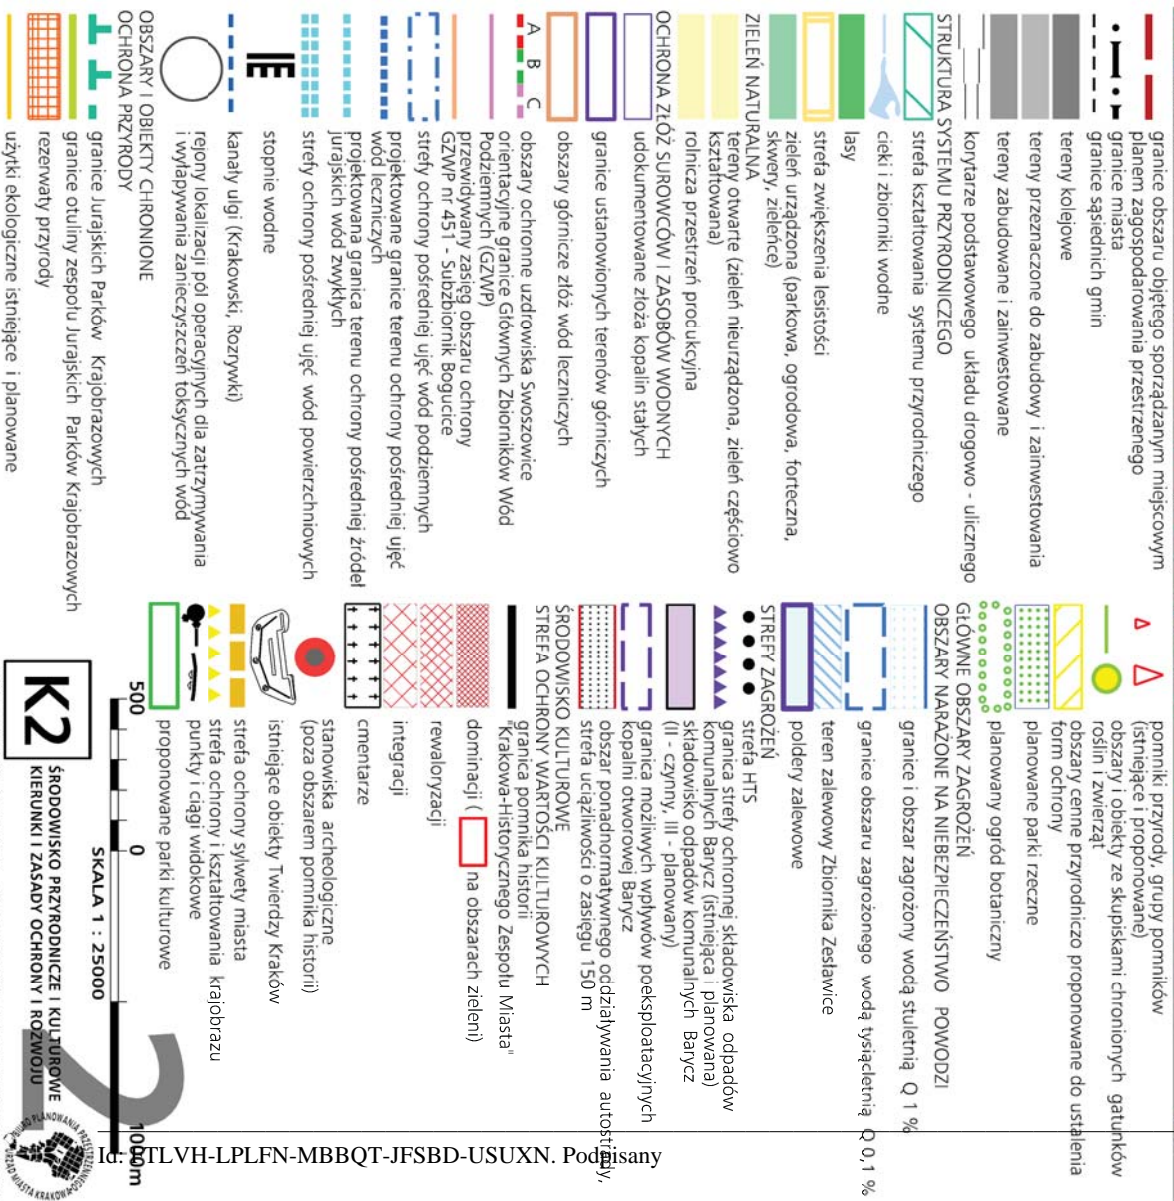 granice obszaru objętego sporządzanym miejscowym
planem zagospodarowania przestrzenego
granice miasta
granice sąsiednich gmin
tereny kolejowe
tereny przeznaczone do zabudowy i zainwestowania
tereny zabudowane i zainwestowane
korytarze podstawowego układu drogowo - ulicznego
STRUKTURA SYSTEMU PRZYRODNICZEGO
strefa kształtowania systemu przyrodniczego
cieki i zbiorniki wodne
lasy
strefa zwiększenia lesistości
zieleń urządzona (parkowa, ogrodowa, forteczna,
skwery, zieleńce)
ZIELEŃ NATURALNA
tereny otwarte (zieleń nieurządzona, zieleń częściowo
kształtowana)
rolnicza przestrzeń procukcyjna
OCHRONA ZŁÓŻ SUROWCÓW I ZASOBÓW WODNYCH
udokumentowane złoża kopalin stałych
granice ustanowionych terenów górniczych
obszary górnicze złóż wód leczniczych
A B C
obszary ochronne uzdrowiska Swoszowice
orientacyjne granice Głównych Zbiorników Wód
Podziemnych (GZWP)
przewidywany zasięg obszaru ochrony
GZWP nr 451 - Subzbiornik Bogucice
strefy ochrony pośredniej ujęć wód podziemnych
projektowane granice terenu ochrony pośredniej ujęć
wód leczniczych
projektowana granica terenu ochrony pośredniej źródeł
jurajskich wód zwykłych
strefy ochrony pośredniej ujęć wód powierzchniowych
stopnie wodne
kanały ulgi (Krakowski, Rozrywki)
rejony lokalizacji pól operacyjnych dla zatrzymywania
i wyłapywania zanieczyszczeń toksycznych wód
OBSZARY I OBIEKTY CHRONIONE
OCHRONA PRZYRODY
granice Jurajskich Parków Krajobrazowych
granice otuliny zespołu Jurajskich Parków Krajobrazowych
rezerwaty przyrody
użytki ekologiczne istniejące i planowane
pomniki przyrody, grupy pomników
(istniejące i proponowane)
obszary i obiekty ze skupiskami chronionych gatunków
roślin i zwierząt
obszary cenne przyrodniczo proponowane do ustalenia
form ochrony
planowane parki rzeczne
planowany ogród botaniczny
GŁÓWNE OBSZARY ZAGROŻEŃ
OBSZARY NARAŻONE NA NIEBEZPIECZEŃSTWO POWODZI
granice i obszar zagrożony wodą stuletnią Q 1 %
granice obszaru zagrożonego wodą tysiącletnią Q 0,1 %
teren zalewowy Zbiornika Zesławice
poldery zalewowe
STREFY ZAGROŻEŃ
strefa HTS
granica strefy ochronnej składowiska odpadów
komunalnych Barycz (istniejąca i planowana)
składowisko odpadów komunalnych Barycz
(II - czynny, III - planowany)
granica możliwych wpływów poeksploatacyjnych
kopalni otworowej Barycz
obszar ponadnormatywnego oddziaływania autostrady,
strefa uciążliwości o zasięgu 150 m
ŚRODOWISKO KULTUROWE
STREFA OCHRONY WARTOŚCI KULTUROWYCH
granica pomnika historii
"Krakowa-Historycznego Zespołu Miasta"
dominacji ( na obszarach zieleni)
rewaloryzacji
integracji
cmentarze
stanowiska archeologiczne
(poza obszarem pomnika historii)
istniejące obiekty Twierdzy Kraków
strefa ochrony sylwety miasta
strefa ochrony i kształtowania krajobrazu
punkty i ciągi widokowe
proponowane parki kulturowe
500 0 1000m
SKALA 1 : 25000
K2
ŚRODOWISKO PRZYRODNICZE I KULTUROWE
KIERUNKI I ZASADY OCHRONY I ROZWOJU
2
Podpisany